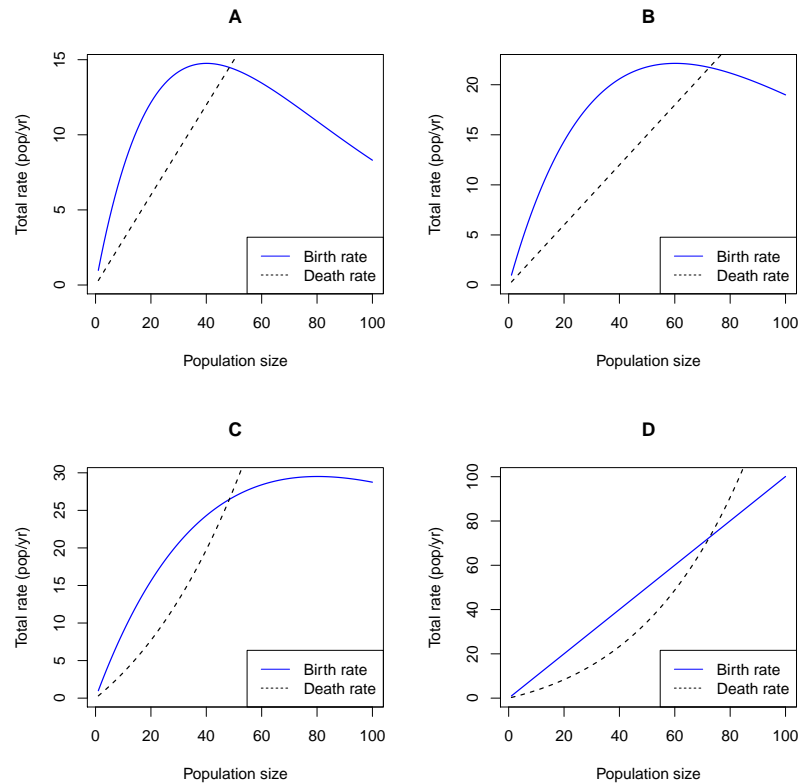 A
Total rate (pop/yr)
15
10
5
0
Birth rate
Death rate
0 20 40 60 80 100
Population size
B
Total rate (pop/yr)
20
15
10
5
0
Birth rate
Death rate
0 20 40 60 80 100
Population size
C
Total rate (pop/yr)
30
25
20
15
10
5
0
Birth rate
Death rate
0 20 40 60 80 100
Population size
D
Total rate (pop/yr)
100
80
60
40
20
0
Birth rate
Death rate
0 20 40 60 80 100
Population size